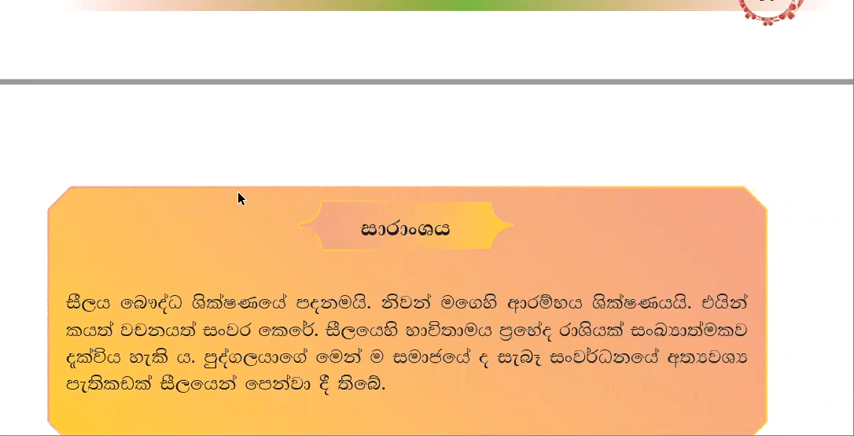 සාරාංශය
සීලය බෞද්ධ ශික්ෂණයේ පදනමයි. නිවන් මගෙහි ආරම්භය ශික්ෂණයයි. එයින්
කයත් වචනයත් සංවර කෙරේ. සීලයෙහි භාවිතාමය ප්‍රභේද රාශියක් සංඛ්‍යාත්මකව
දැක්විය හැකි ය. පුද්ගලයාගේ මෙන් ම සමාජයේ ද සැබෑ සංවර්ධනයේ අත්‍යවශ්‍ය
පැතිකඩක් සීලයෙන් පෙන්වා දී තිබේ.